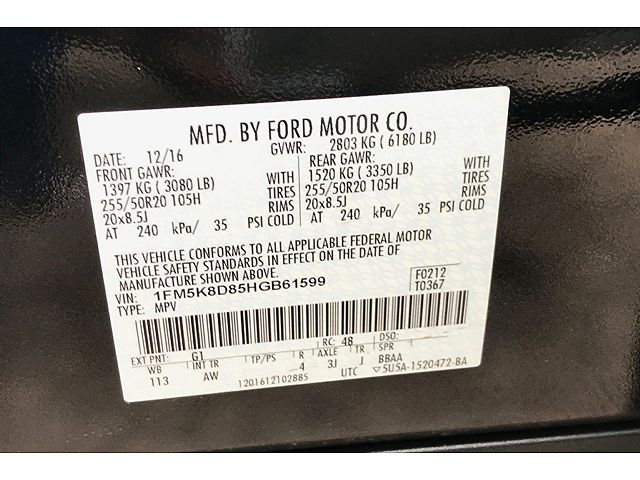 MFD. BY FORD MOTOR CO.
DATE: 12/16 GVWR: 2803 KG ( 6180 LB)
FRONT GAWR: REAR GAWR:
1397 KG ( 3080 LB) WITH 1520 KG ( 3350 LB) WITH
255/50R20 105H TIRES 255/50R20 105H TIRES
20x8.5J RIMS 20x8.5J RIMS
AT 240 kPa/ 35 PSI COLD AT 240 kPa/ 35 PSI COLD
THIS VEHICLE CONFORMS TO ALL APPLICABLE FEDERAL MOTOR
VEHICLE SAFETY STANDARDS IN EFFECT ON THE DATE OF
MANUFACTURE SHOWN ABOVE.
VIN: 1FM5K8D85HGB61599 F0212
TYPE: MPV T0367
EXT PNT: G1 RC: 48 DSO:
WB INT TR TP/PS R AXLE TR SPR
113 AW 4 3J J BBAA
1201612102885 UTC 5U5A-1520472-BA